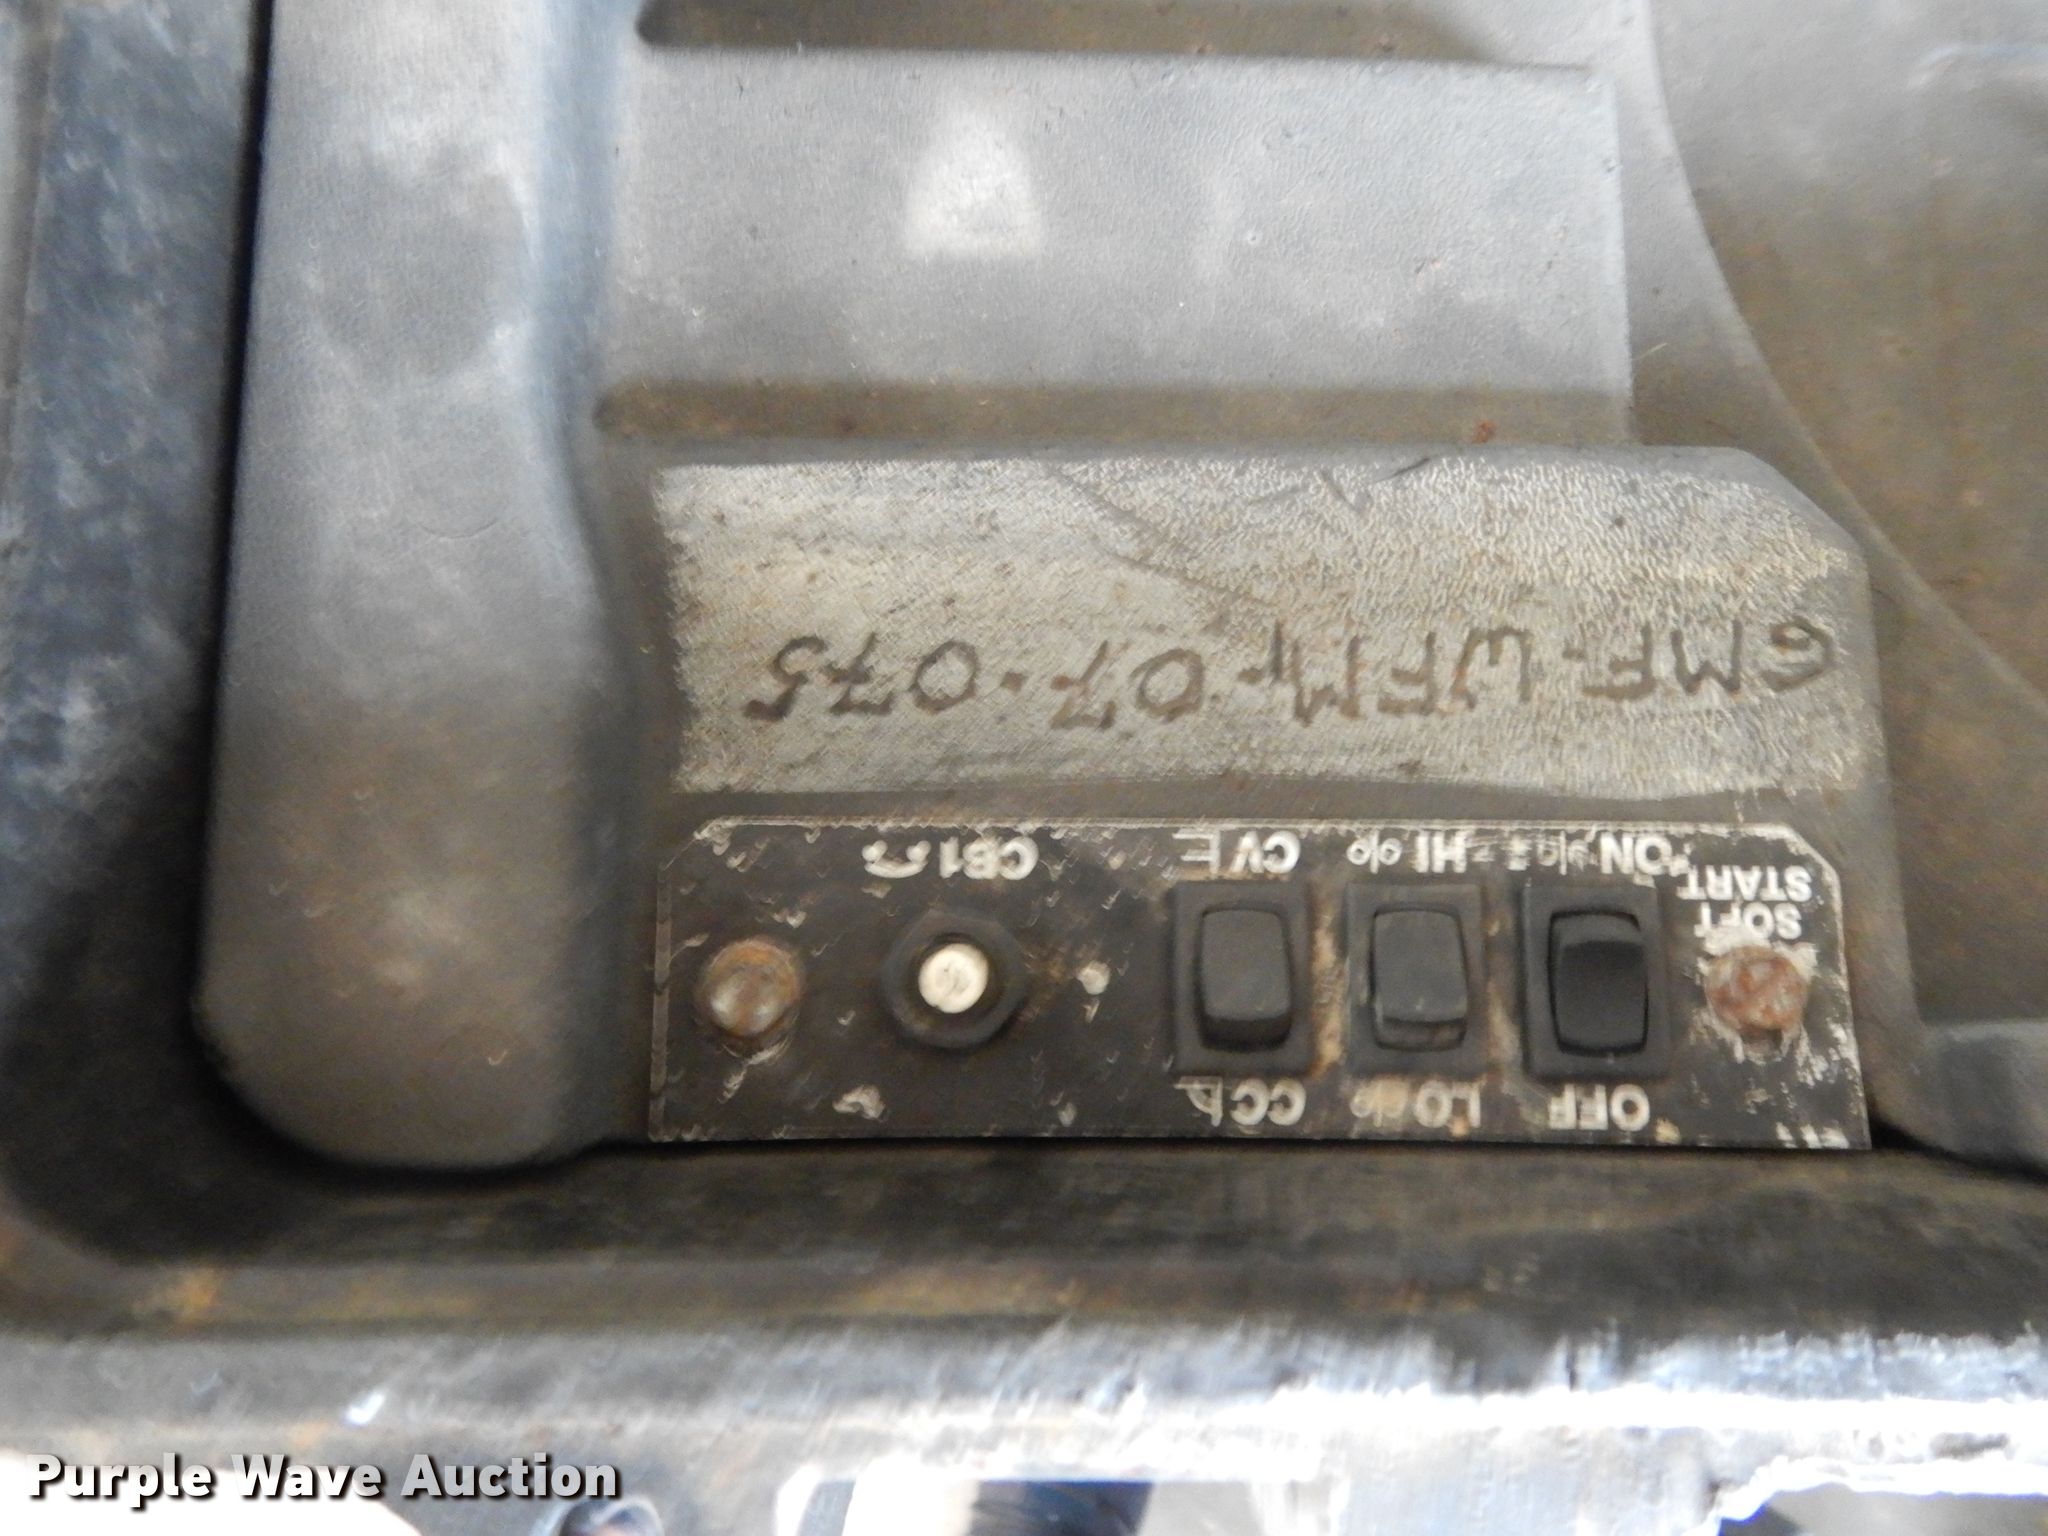 OFF LO CC
SOFT
START
ON HI CV CB1
GMF-WFM-07-075
Purple Wave Auction